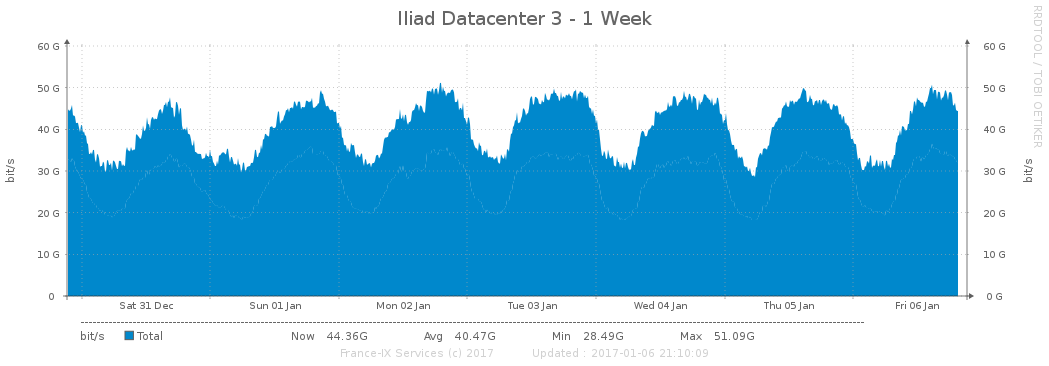 Iliad Datacenter 3 - 1 Week
RRDTOOL / TOBI OETIKER
60 G 60 G
50 G 50 G
40 G 40 G
30 G 30 G
20 G 20 G
10 G 10 G
0 0 G
bit/s bit/s
Sat 31 Dec Sun 01 Jan Mon 02 Jan Tue 03 Jan Wed 04 Jan Thu 05 Jan Fri 06 Jan
bit/s Total Now 44.36G Avg 40.47G Min 28.49G Max 51.09G
France-IX Services (c) 2017 Updated : 2017-01-06 21:10:09